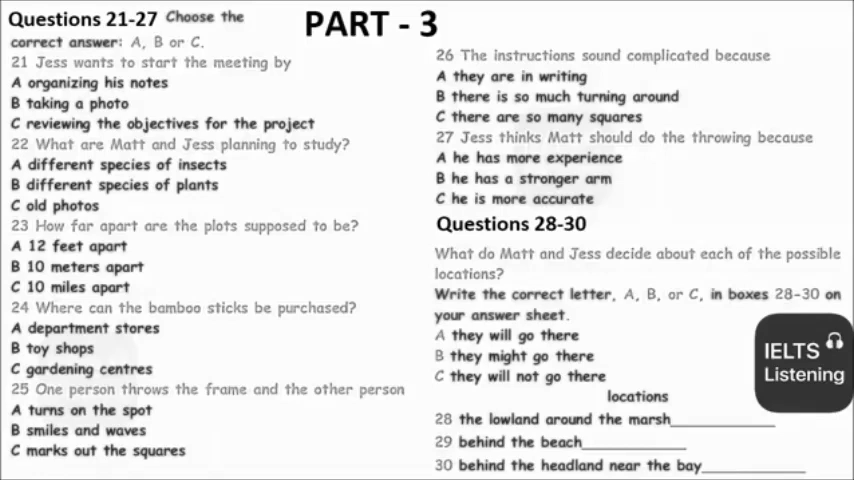 PART - 3
Questions 21-27 Choose the
correct answer: A, B or C.
21 Jess wants to start the meeting by
A organizing his notes
B taking a photo
C reviewing the objectives for the project
22 What are Matt and Jess planning to study?
A different species of insects
B different species of plants
C old photos
23 How far apart are the plots supposed to be?
A 12 feet apart
B 10 meters apart
C 10 miles apart
24 Where can the bamboo sticks be purchased?
A department stores
B toy shops
C gardening centres
25 One person throws the frame and the other person
A turns on the spot
B smiles and waves
C marks out the squares
26 The instructions sound complicated because
A they are in writing
B there is so much turning around
C there are so many squares
27 Jess thinks Matt should do the throwing because
A he has more experience
B he has a stronger arm
C he is more accurate
Questions 28-30
What do Matt and Jess decide about each of the possible
locations?
Write the correct letter, A, B, or C, in boxes 28-30 on
your answer sheet.
A they will go there
B they might go there
C they will not go there
locations
28 the lowland around the marsh____________
29 behind the beach____________
30 behind the headland near the bay____________
IELTS
Listening